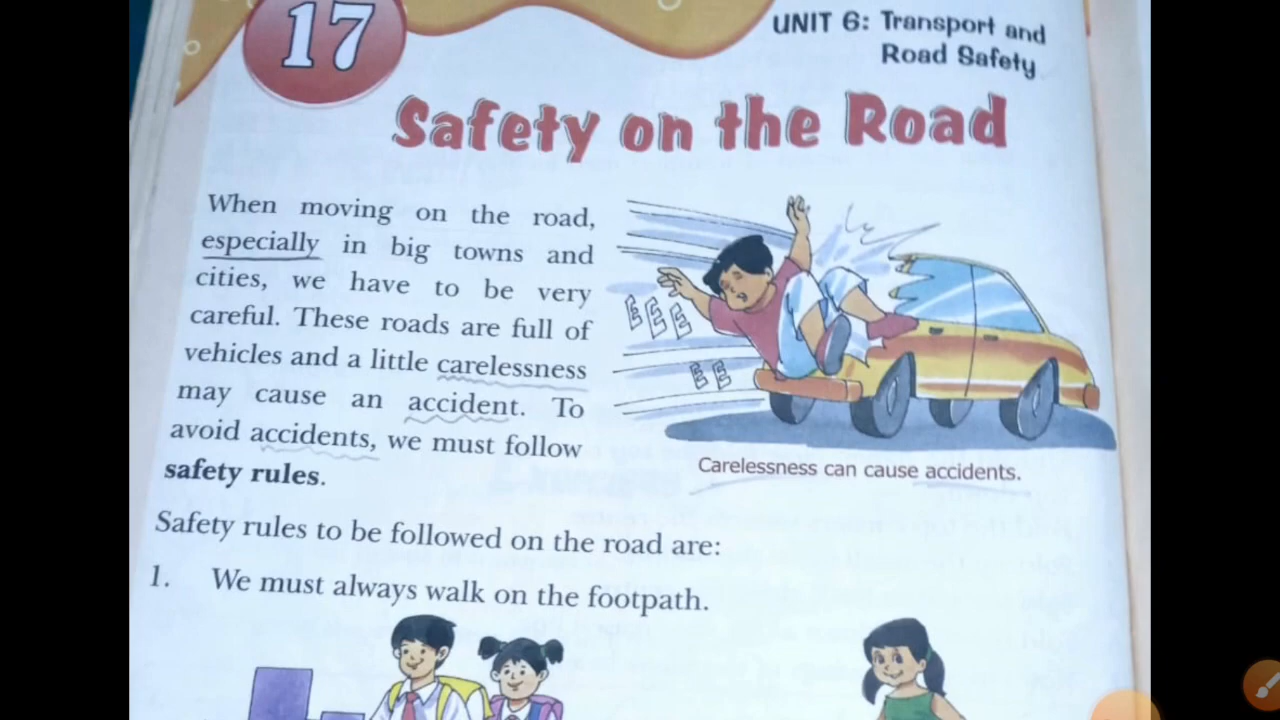 17
UNIT 6: Transport and
Road Safety
Safety on the Road
When moving on the road,
especially in big towns and
cities, we have to be very
careful. These roads are full of
vehicles and a little carelessness
may cause an accident. To
avoid accidents, we must follow
safety rules.
EEE
EE
Carelessness can cause accidents.
Safety rules to be followed on the road are:
1. We must always walk on the footpath.